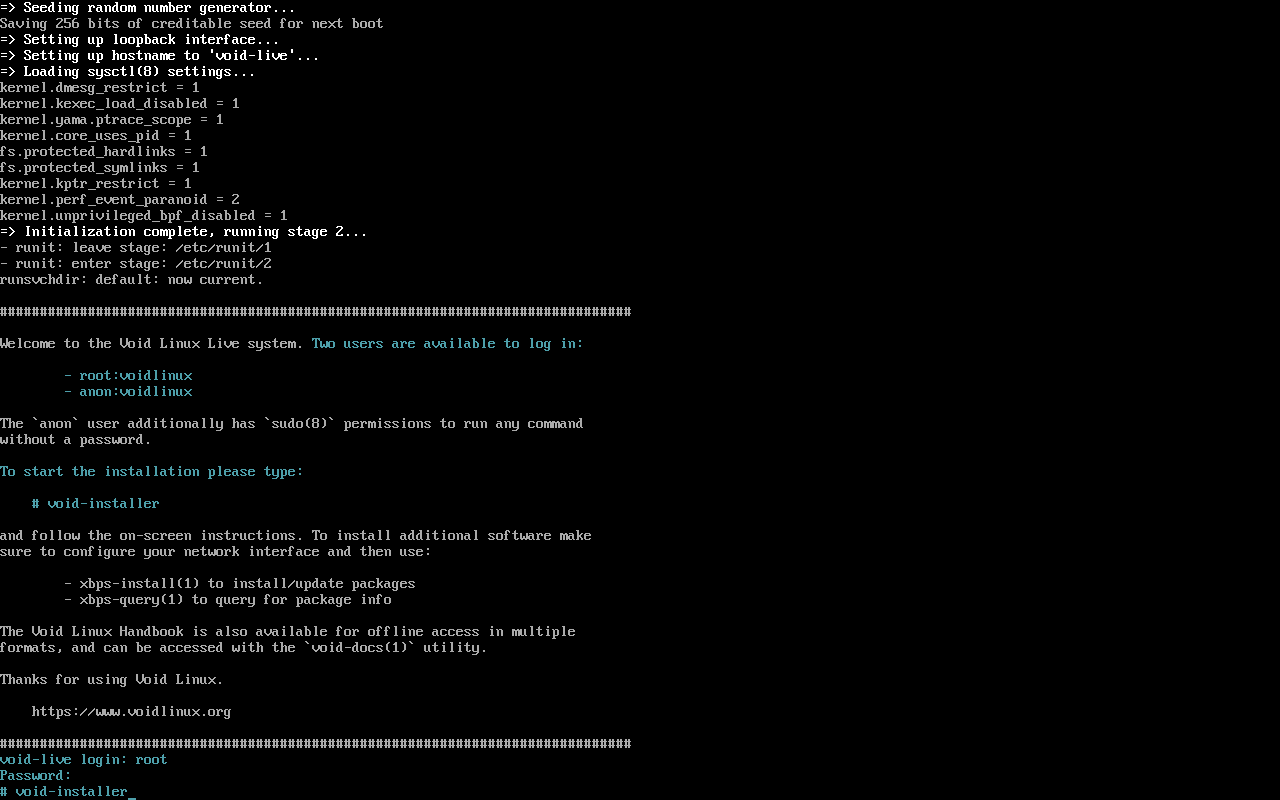 => Seeding random number generator...
Saving 256 bits of creditable seed for next boot
=> Setting up loopback interface...
=> Setting up hostname to 'void-live'...
=> Loading sysctl(8) settings...
kernel.dmesg_restrict = 1
kernel.kexec_load_disabled = 1
kernel.yama.ptrace_scope = 1
kernel.core_uses_pid = 1
fs.protected_hardlinks = 1
fs.protected_symlinks = 1
kernel.kptr_restrict = 1
kernel.perf_event_paranoid = 2
kernel.unprivileged_bpf_disabled = 1
=> Initialization complete, running stage 2...
- runit: leave stage: /etc/runit/1
- runit: enter stage: /etc/runit/2
runsvchdir: default: now current.
###############################################################################
Welcome to the Void Linux Live system. Two users are available to log in:
- root:voidlinux
- anon:voidlinux
The `anon` user additionally has `sudo(8)` permissions to run any command
without a password.
To start the installation please type:
# void-installer
and follow the on-screen instructions. To install additional software make
sure to configure your network interface and then use:
- xbps-install(1) to install/update packages
- xbps-query(1) to query for package info
The Void Linux Handbook is also available for offline access in multiple
formats, and can be accessed with the `void-docs(1)` utility.
Thanks for using Void Linux.
https://www.voidlinux.org
###############################################################################
void-live login: root
Password:
# void-installer_